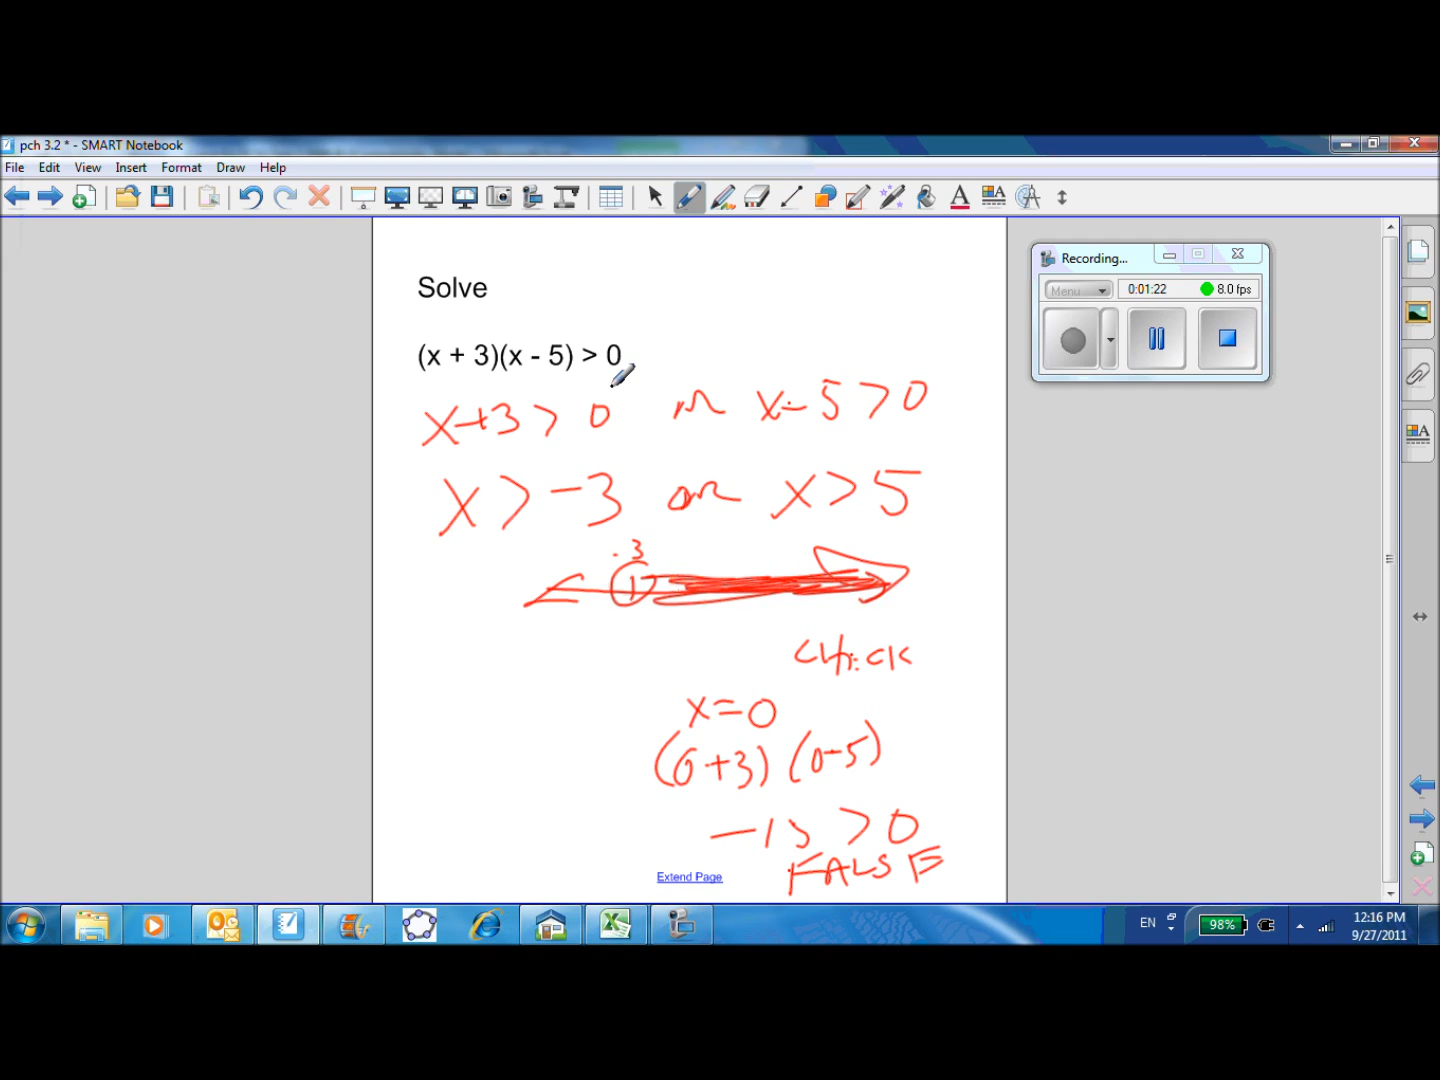 pch 3.2 * - SMART Notebook
File Edit View Insert Format Draw Help
Recording...
Menu 0:01:22 8.0 fps
Solve
(x + 3)(x - 5) > 0
x+3 > 0 or x-5 > 0
x > -3 or x > 5
-3
check
x=0
(0+3) (0-5)
-15 > 0
FALSE
Extend Page
EN 98% 12:16 PM
9/27/2011